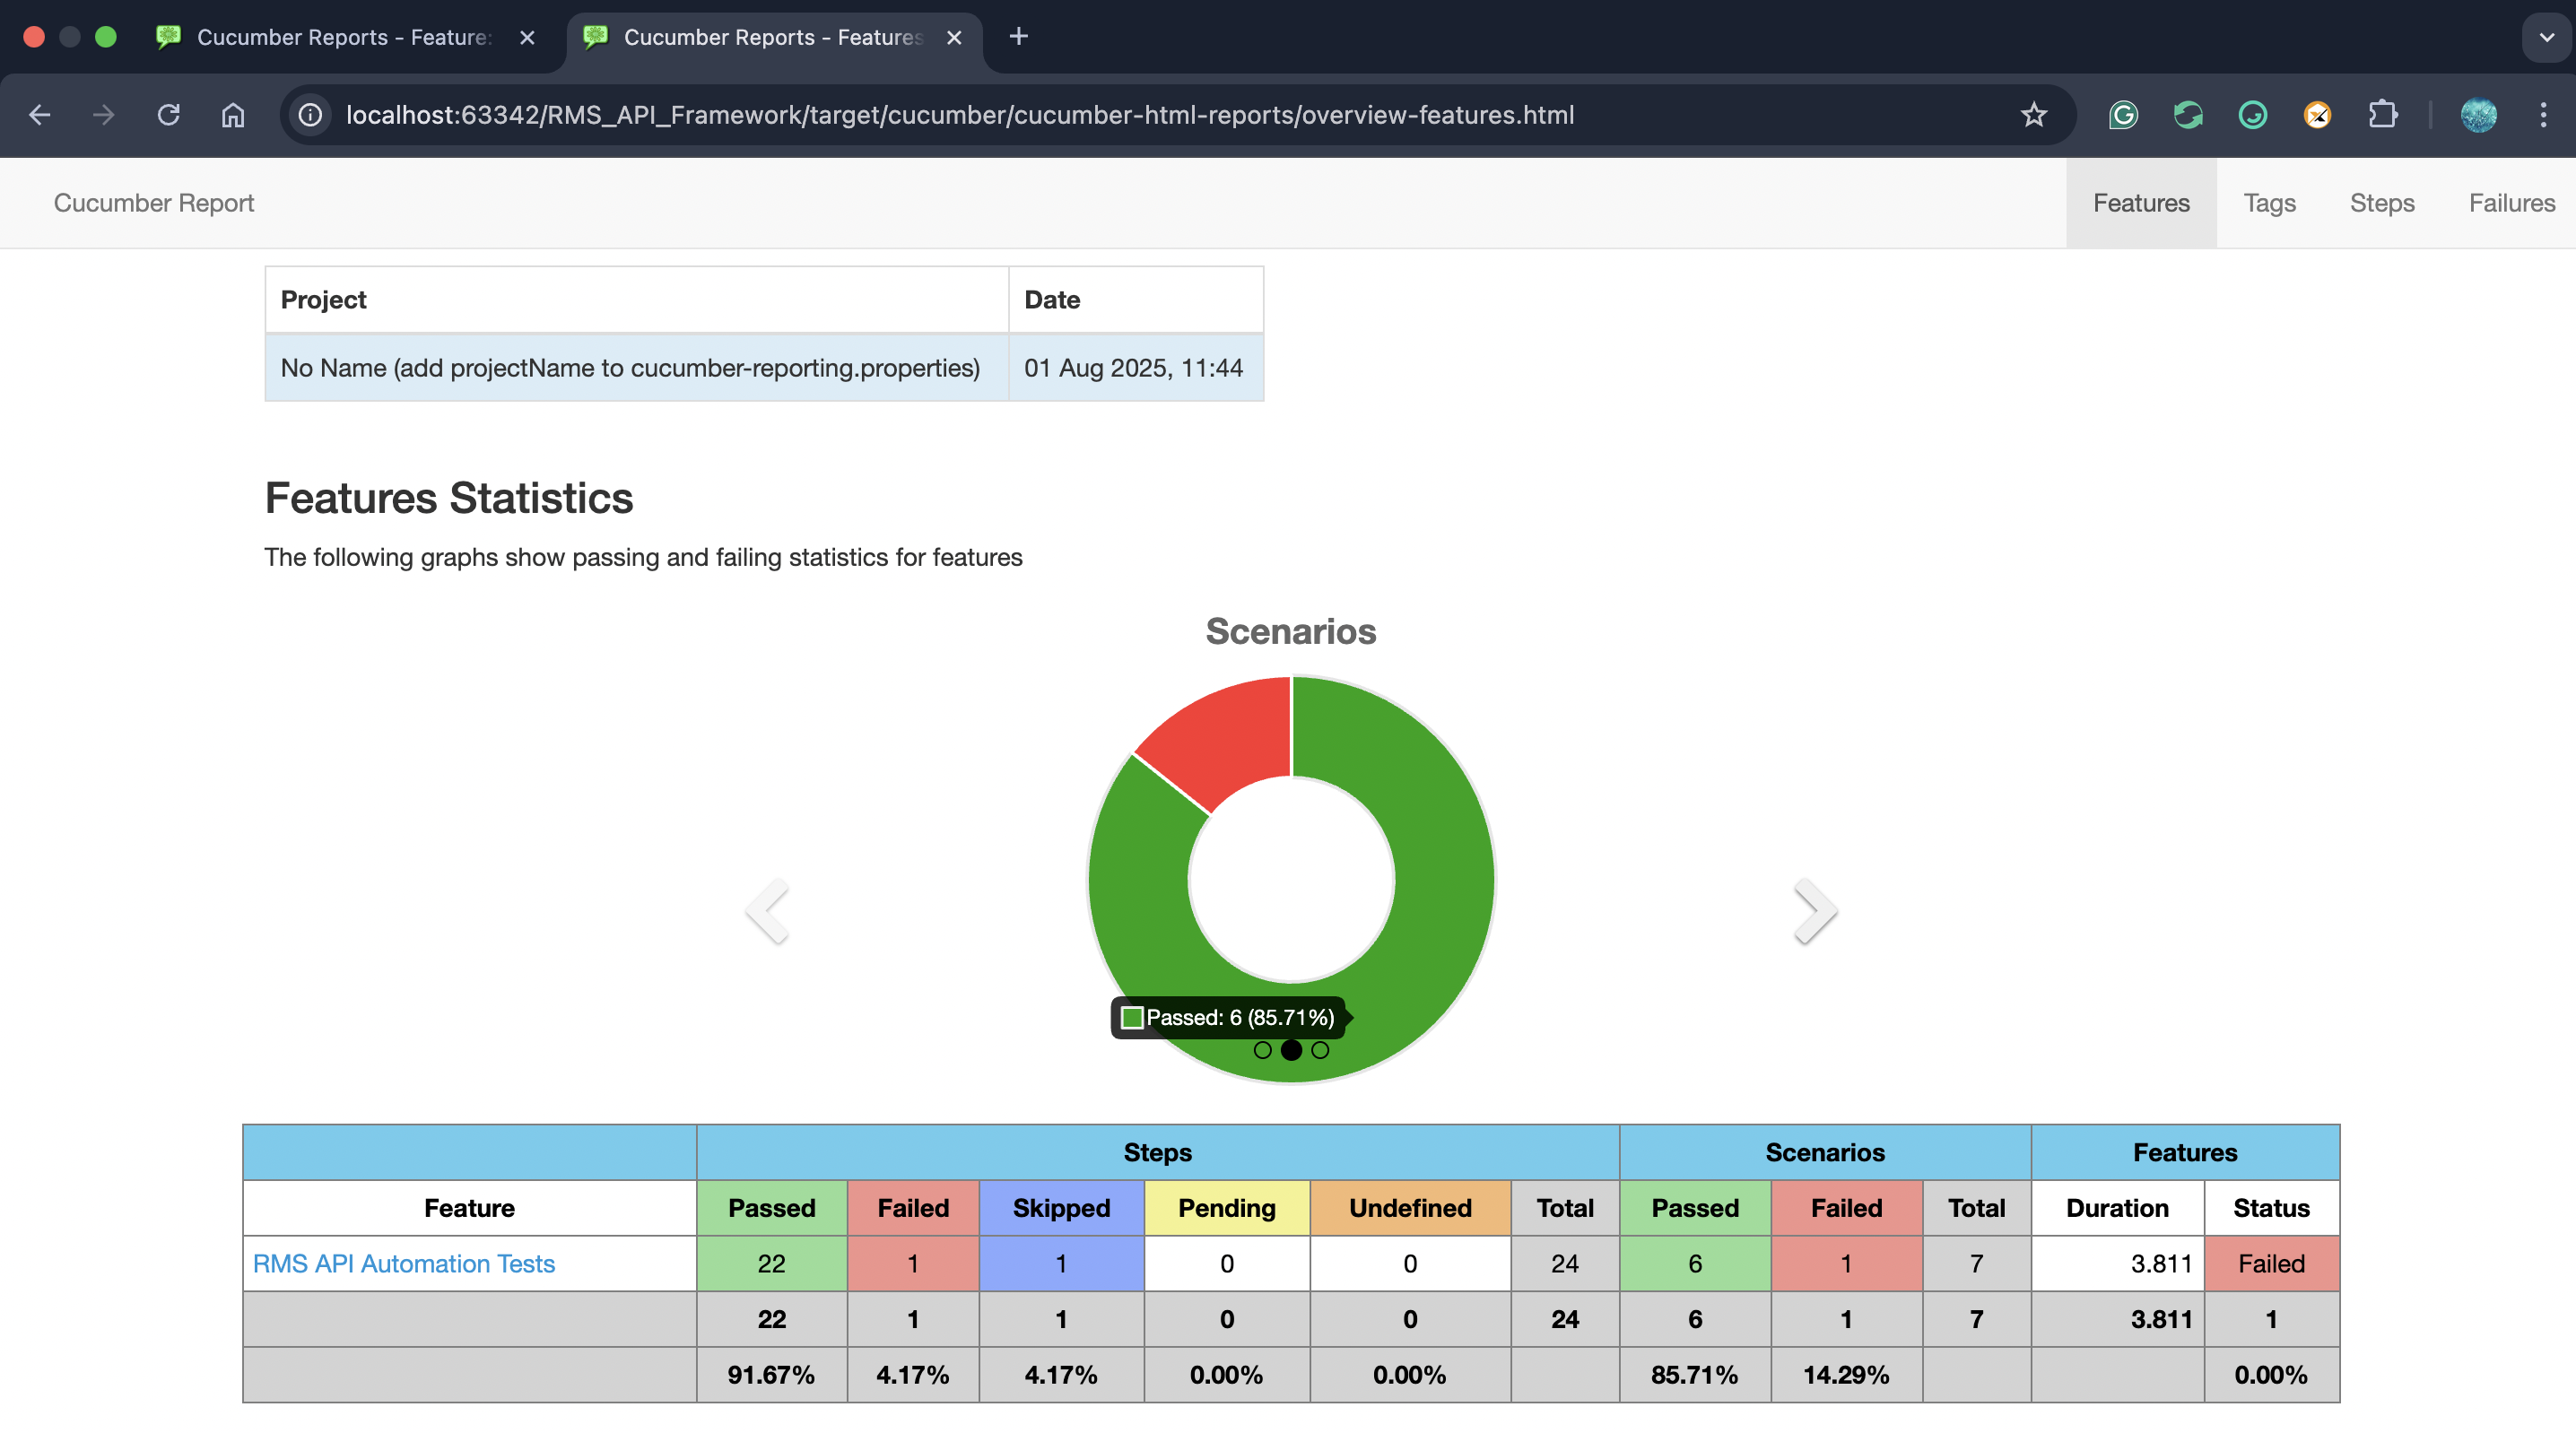 Cucumber Reports - Feature:
Cucumber Reports - Features
localhost:63342/RMS_API_Framework/target/cucumber/cucumber-html-reports/overview-features.html
Cucumber Report Features Tags Steps Failures
Project Date
No Name (add projectName to cucumber-reporting.properties) 01 Aug 2025, 11:44
Features Statistics
The following graphs show passing and failing statistics for features
Scenarios
Passed: 6 (85.71%)
Steps Scenarios Features
Feature Passed Failed Skipped Pending Undefined Total Passed Failed Total Duration Status
RMS API Automation Tests 22 1 1 0 0 24 6 1 7 3.811 Failed
22 1 1 0 0 24 6 1 7 3.811 1
91.67% 4.17% 4.17% 0.00% 0.00% 85.71% 14.29% 0.00%